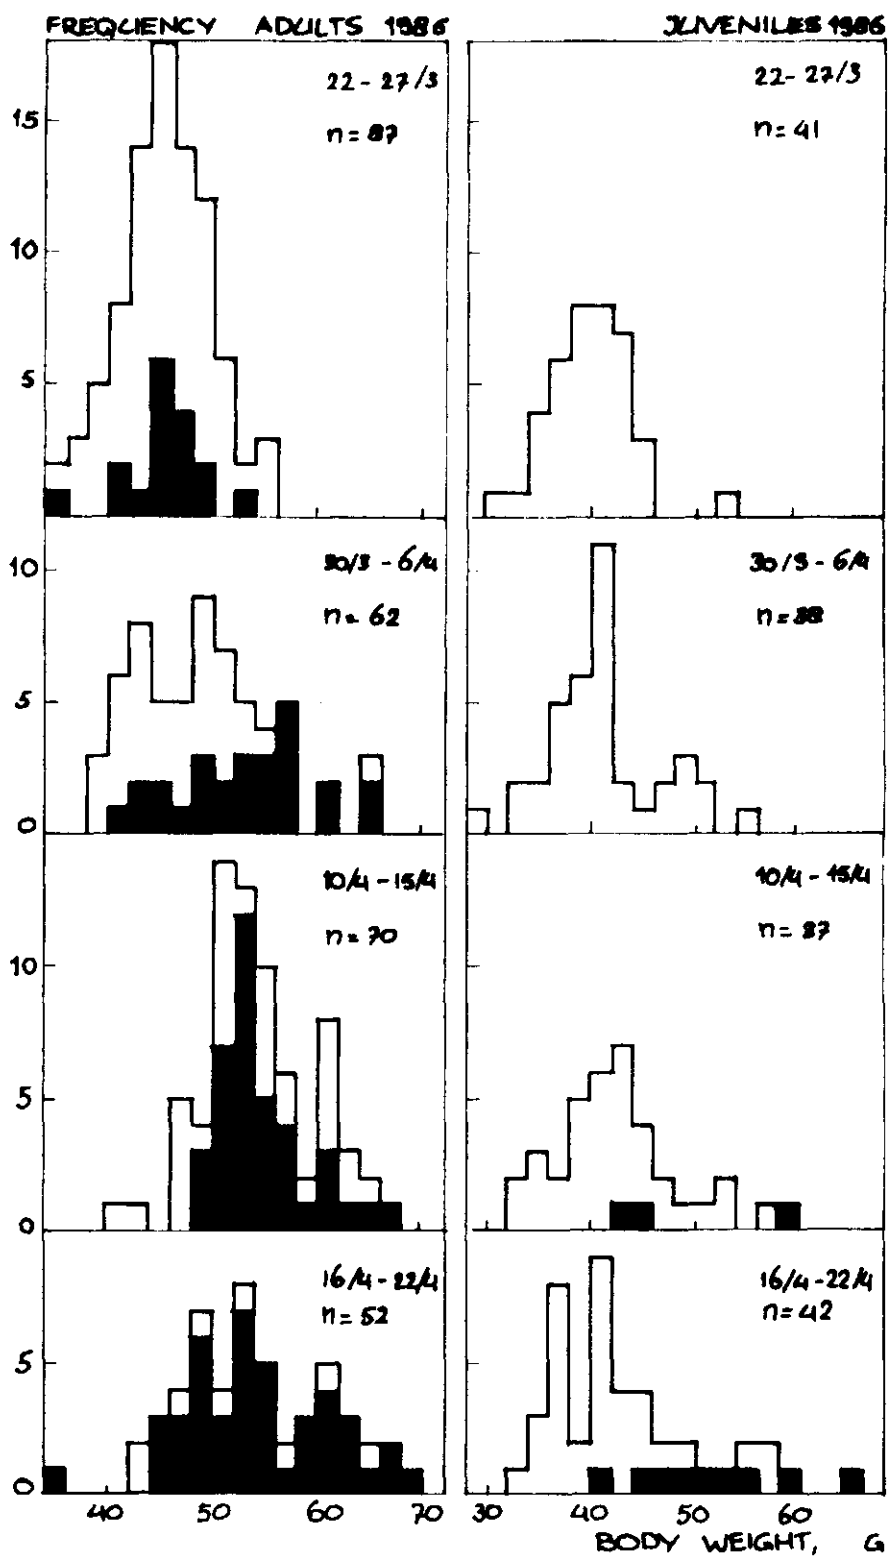 FREQUENCY ADULTS 1986
JUVENILES 1986
22 - 27/3
n = 87
15
10
5
22 - 27/3
n = 41
30/3 - 6/4
n = 62
10
5
0
30/3 - 6/4
n = 38
10/4 - 15/4
n = 70
10
5
0
10/4 - 15/4
n = 37
16/4 - 22/4
n = 52
5
0
16/4 - 22/4
n = 42
40 50 60 70
30 40 50 60
BODY WEIGHT, G